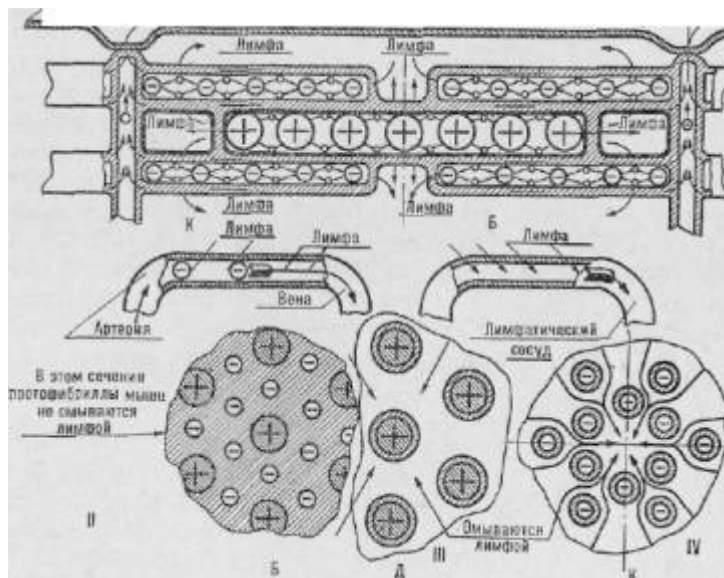 Лимфа Лимфа
Лимфа Лимфа
Лимфа Лимфа
К Б
Лимфа Лимфа Лимфа
Вена
Артерия
Лимфатический
сосуд
В этом сечении
протофибриллы мышц
не омываются
лимфой
Омываются
лимфой
II III IV
Б Д К